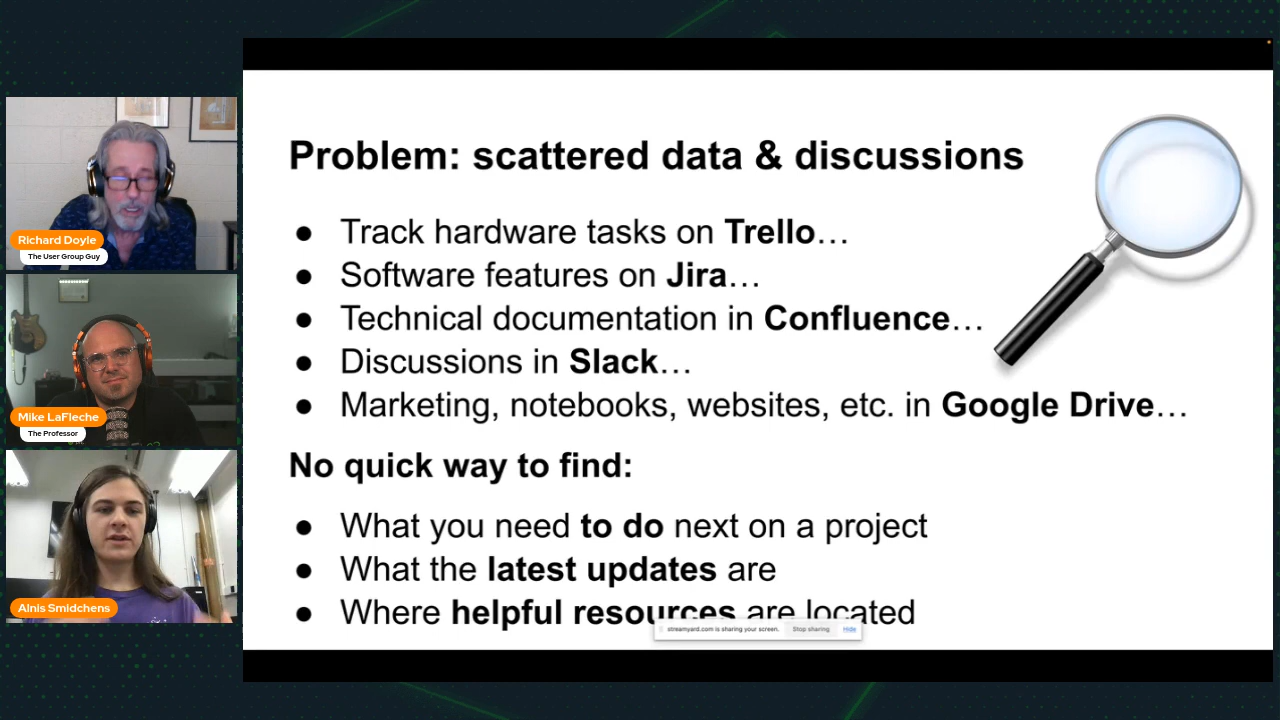 Richard Doyle
The User Group Guy
Mike LaFleche
The Professor
Alnis Smidchens
Problem: scattered data & discussions
● Track hardware tasks on Trello…
● Software features on Jira…
● Technical documentation in Confluence…
● Discussions in Slack…
● Marketing, notebooks, websites, etc. in Google Drive…
No quick way to find:
● What you need to do next on a project
● What the latest updates are
● Where helpful resources are located
streamyard.com is sharing your screen. Stop sharing Hide